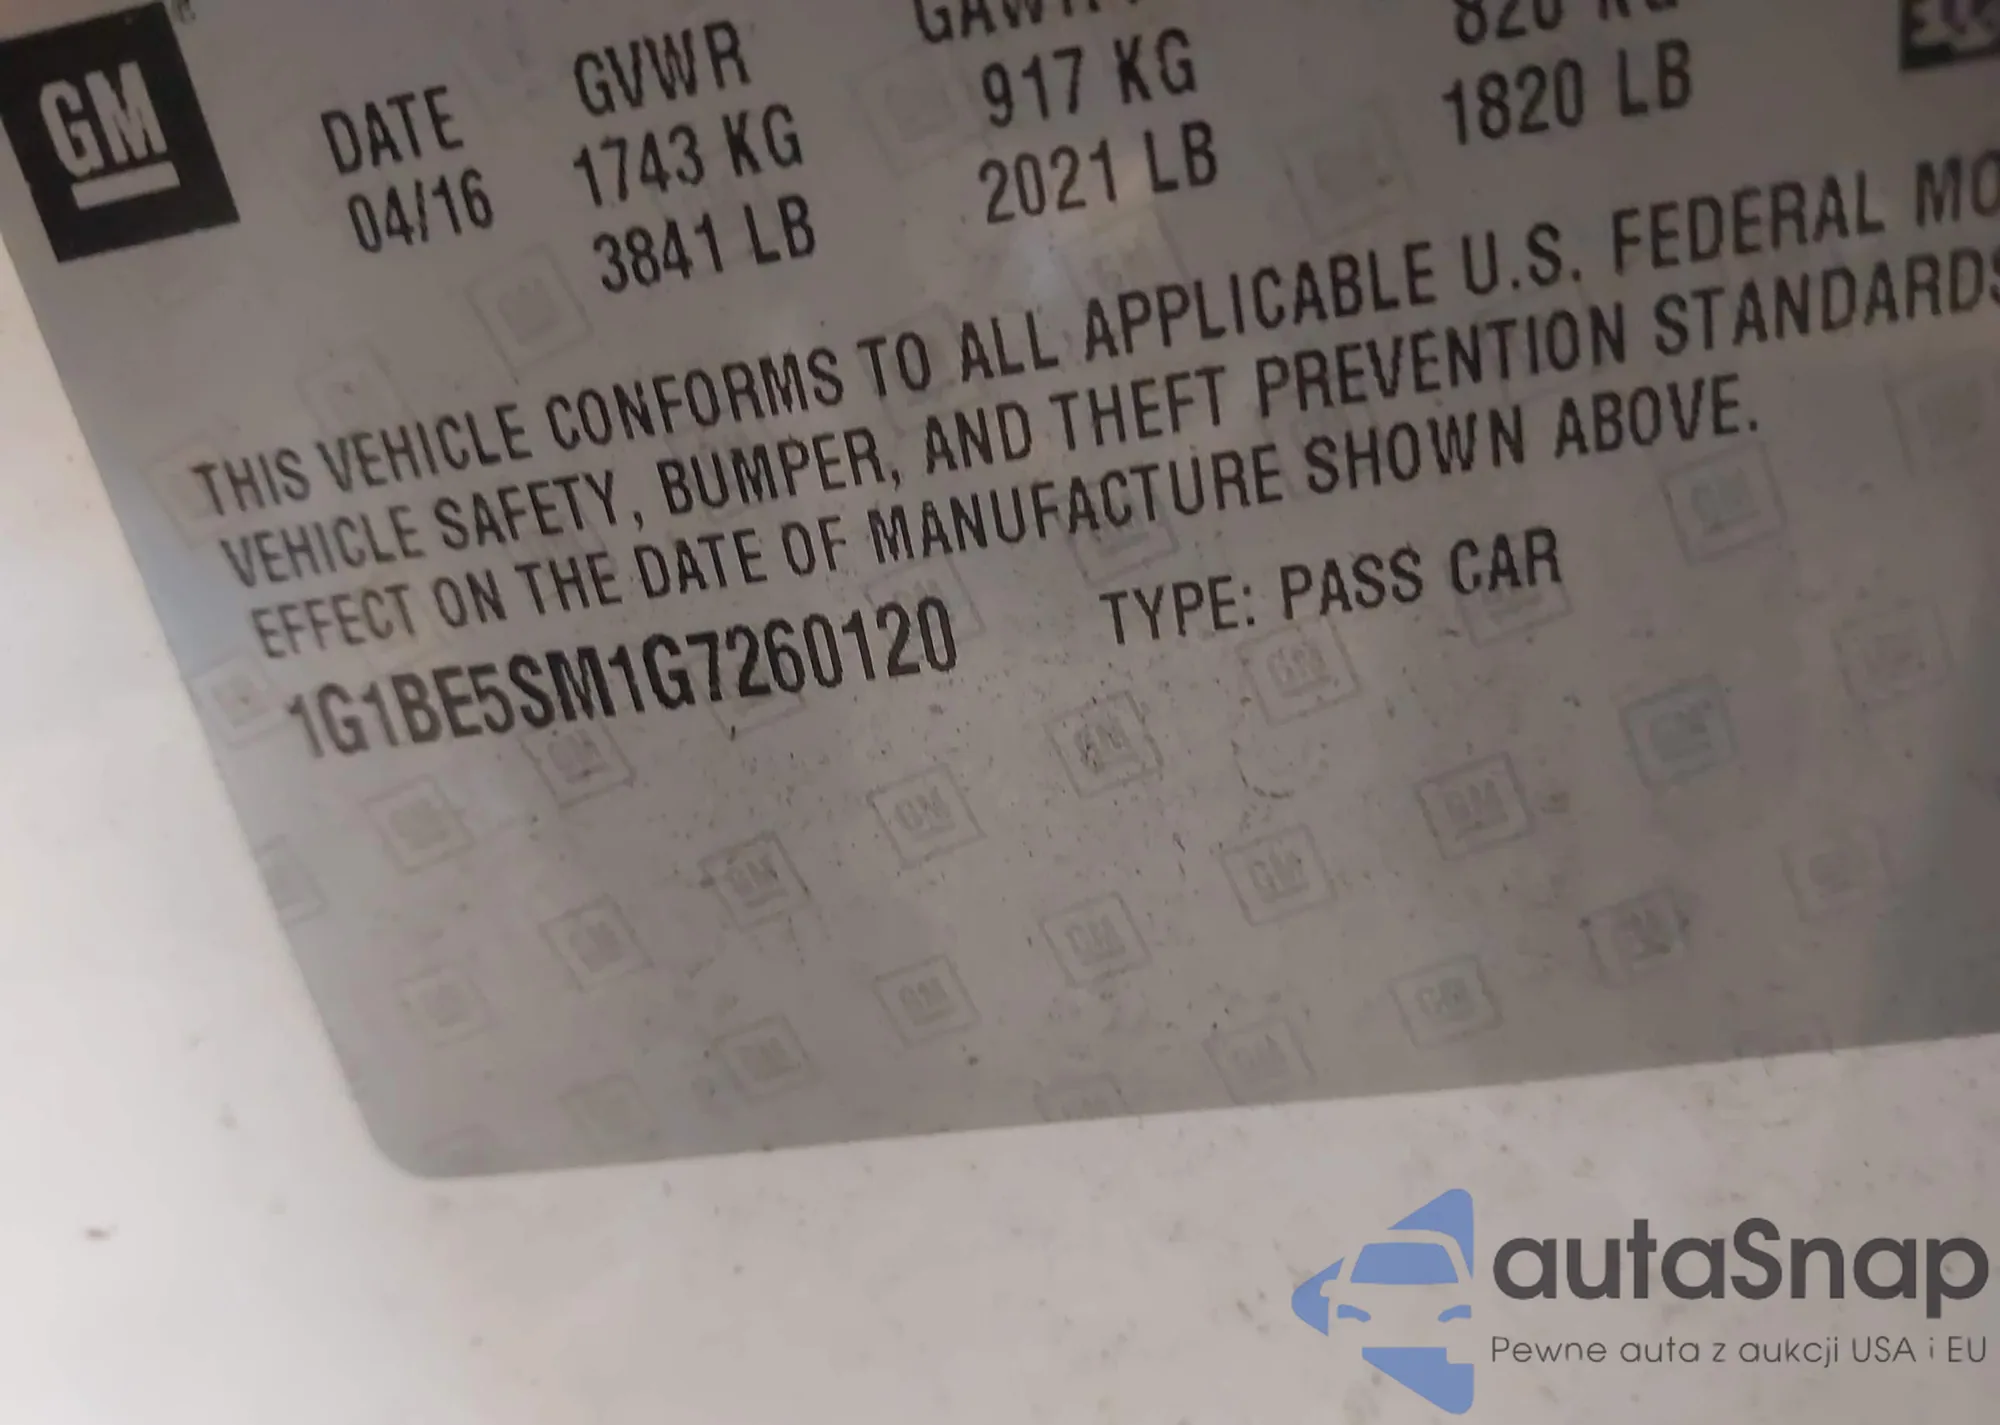 GM
DATE GVWR
04/16 1743 KG 917 KG
3841 LB 2021 LB 1820 LB
THIS VEHICLE CONFORMS TO ALL APPLICABLE U.S. FEDERAL MO
VEHICLE SAFETY, BUMPER, AND THEFT PREVENTION STANDARDS
EFFECT ON THE DATE OF MANUFACTURE SHOWN ABOVE.
1G1BE5SM1G7260120 TYPE: PASS CAR
autaSnap
Pewne auta z aukcji USA i EU